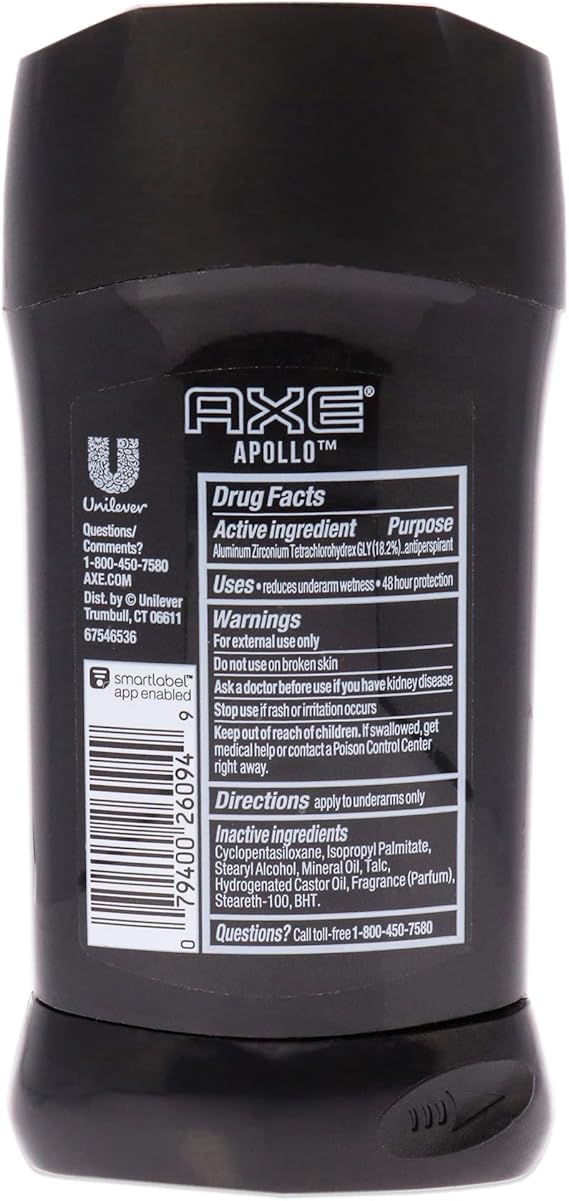 AXE®
APOLLO™
Unilever
Questions/
Comments?
1-800-450-7580
AXE.COM
Dist. by © Unilever
Trumbull, CT 06611
67546536
smartlabel™
app enabled
0 79400 26094 9
Drug Facts
Active ingredient Purpose
Aluminum Zirconium Tetrachlorohydrex GLY (18.2%)..antiperspirant
Uses • reduces underarm wetness • 48 hour protection
Warnings
For external use only
Do not use on broken skin
Ask a doctor before use if you have kidney disease
Stop use if rash or irritation occurs
Keep out of reach of children. If swallowed, get
medical help or contact a Poison Control Center
right away.
Directions apply to underarms only
Inactive ingredients
Cyclopentasiloxane, Isopropyl Palmitate,
Stearyl Alcohol, Mineral Oil, Talc,
Hydrogenated Castor Oil, Fragrance (Parfum),
Steareth-100, BHT.
Questions? Call toll-free 1-800-450-7580